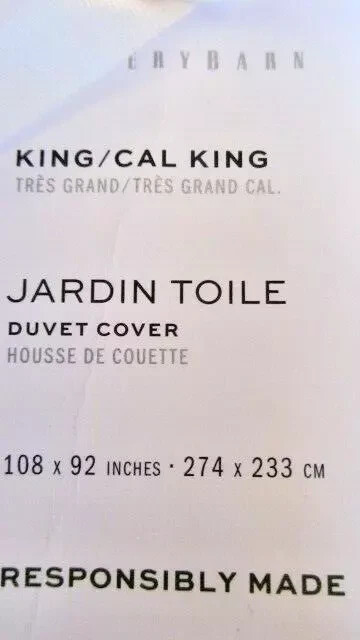 ERYBARN
KING/CAL KING
TRÈS GRAND/TRÈS GRAND CAL.
JARDIN TOILE
DUVET COVER
HOUSSE DE COUETTE
108 X 92 INCHES · 274 X 233 CM
RESPONSIBLY MADE